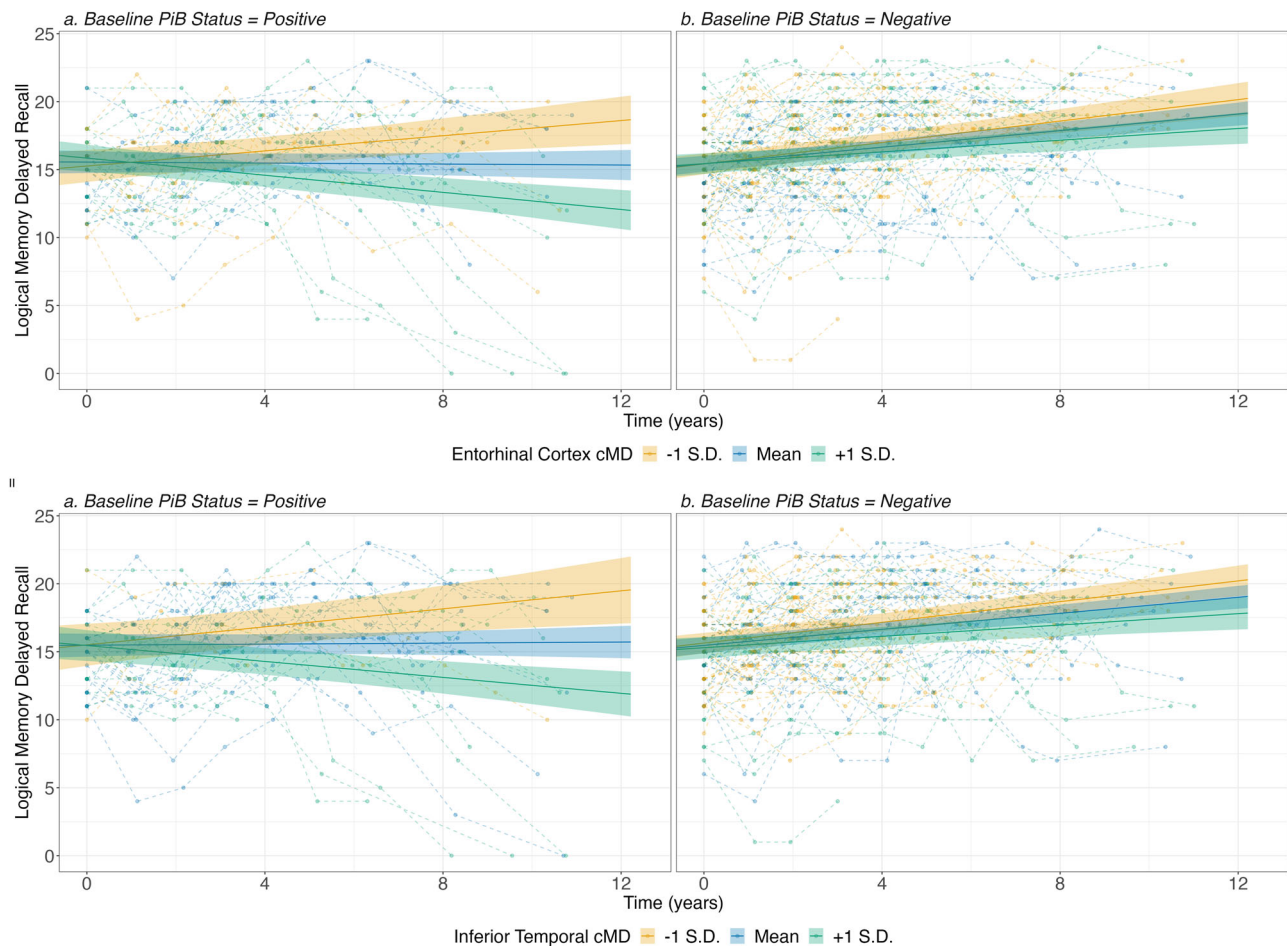 a. Baseline PiB Status = Positive
b. Baseline PiB Status = Negative
Logical Memory Delayed Recall
25
20
15
10
5
0
0 4 8 12
0 4 8 12
Time (years)
Entorhinal Cortex cMD -1 S.D. Mean +1 S.D.
=
a. Baseline PiB Status = Positive
b. Baseline PiB Status = Negative
Logical Memory Delayed Recall
25
20
15
10
5
0
0 4 8 12
0 4 8 12
Time (years)
Inferior Temporal cMD -1 S.D. Mean +1 S.D.